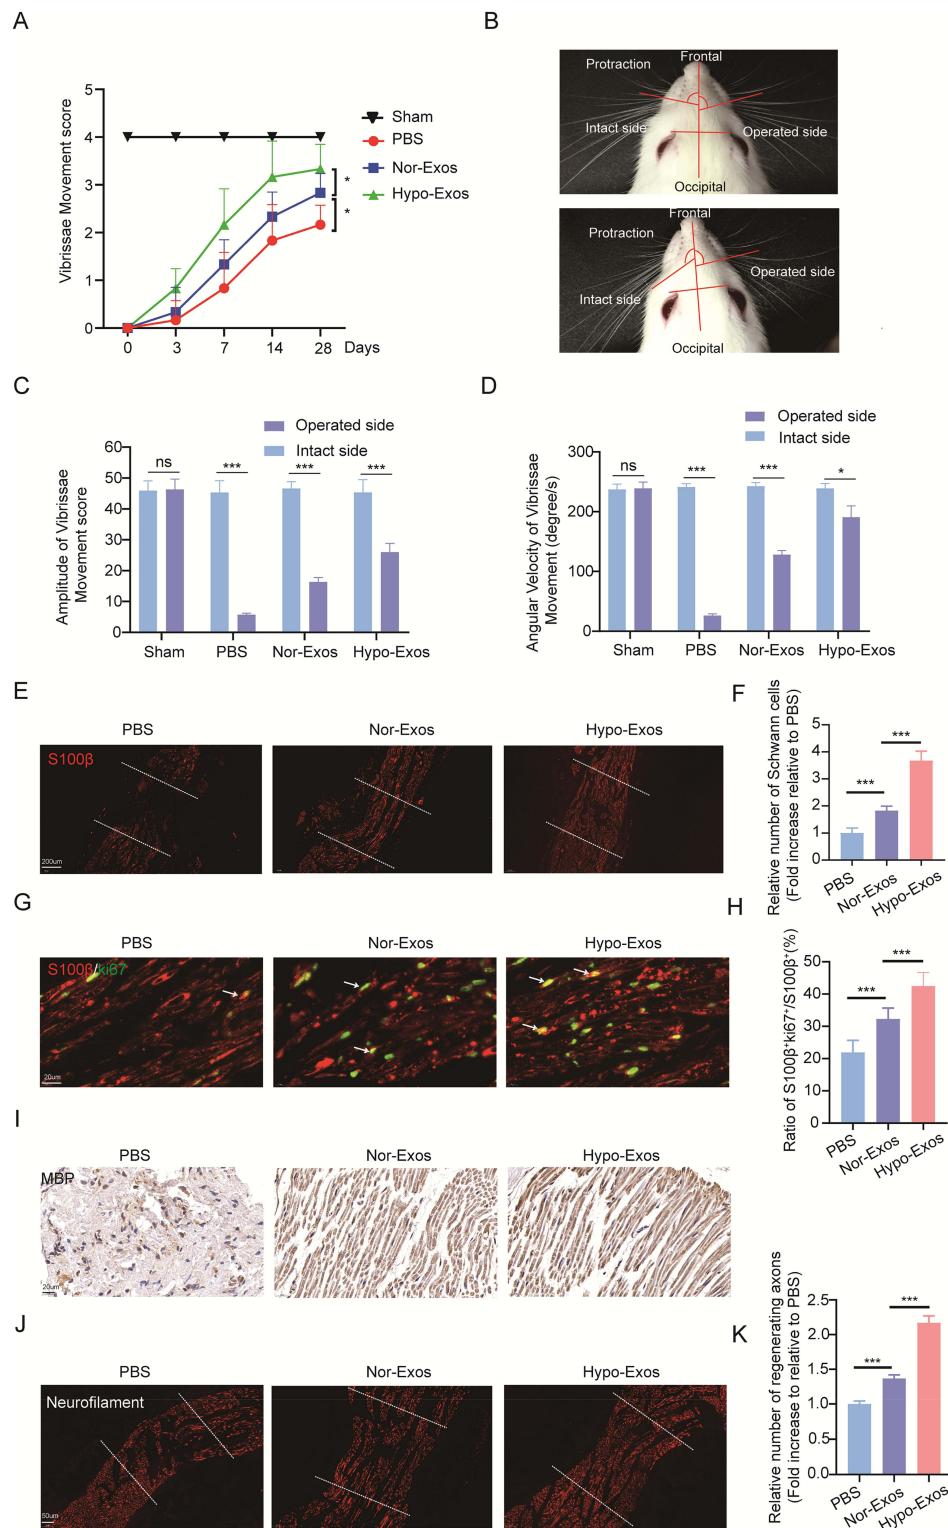 A
Vibrissae Movement score
5
4
3
2
1
0
0 3 7 14 28 Days
Sham
PBS
Nor-Exos
Hypo-Exos
*
*
B
Frontal
Protraction
Intact side
Operated side
Occipital
Frontal
Protraction
Operated side
Intact side
Occipital
C
Operated side
Intact side
Amplitude of Vibrissae
Movement score
60
50
40
30
20
10
0
ns *** *** ***
Sham PBS Nor-Exos Hypo-Exos
D
Operated side
Intact side
Angular Velocity of Vibrissae
Movement (degree/s)
300
200
100
0
ns *** *** *
Sham PBS Nor-Exos Hypo-Exos
E
PBS Nor-Exos Hypo-Exos
S100β
200um
F
Relative number of Schwann cells
(Fold increase relative to PBS)
5
4
3
2
1
0
***
***
PBS Nor-Exos Hypo-Exos
G
PBS Nor-Exos Hypo-Exos
S100β/ki67
20um
H
Ratio of S100β⁺ki67⁺/S100β⁺(%)
50
40
30
20
10
0
***
***
PBS Nor-Exos Hypo-Exos
I
PBS Nor-Exos Hypo-Exos
MBP
20um
J
PBS Nor-Exos Hypo-Exos
Neurofilament
50um
K
Relative number of regenerating axons
(Fold increase to relative to PBS)
2.5
2.0
1.5
1.0
0.5
0.0
***
***
PBS Nor-Exos Hypo-Exos